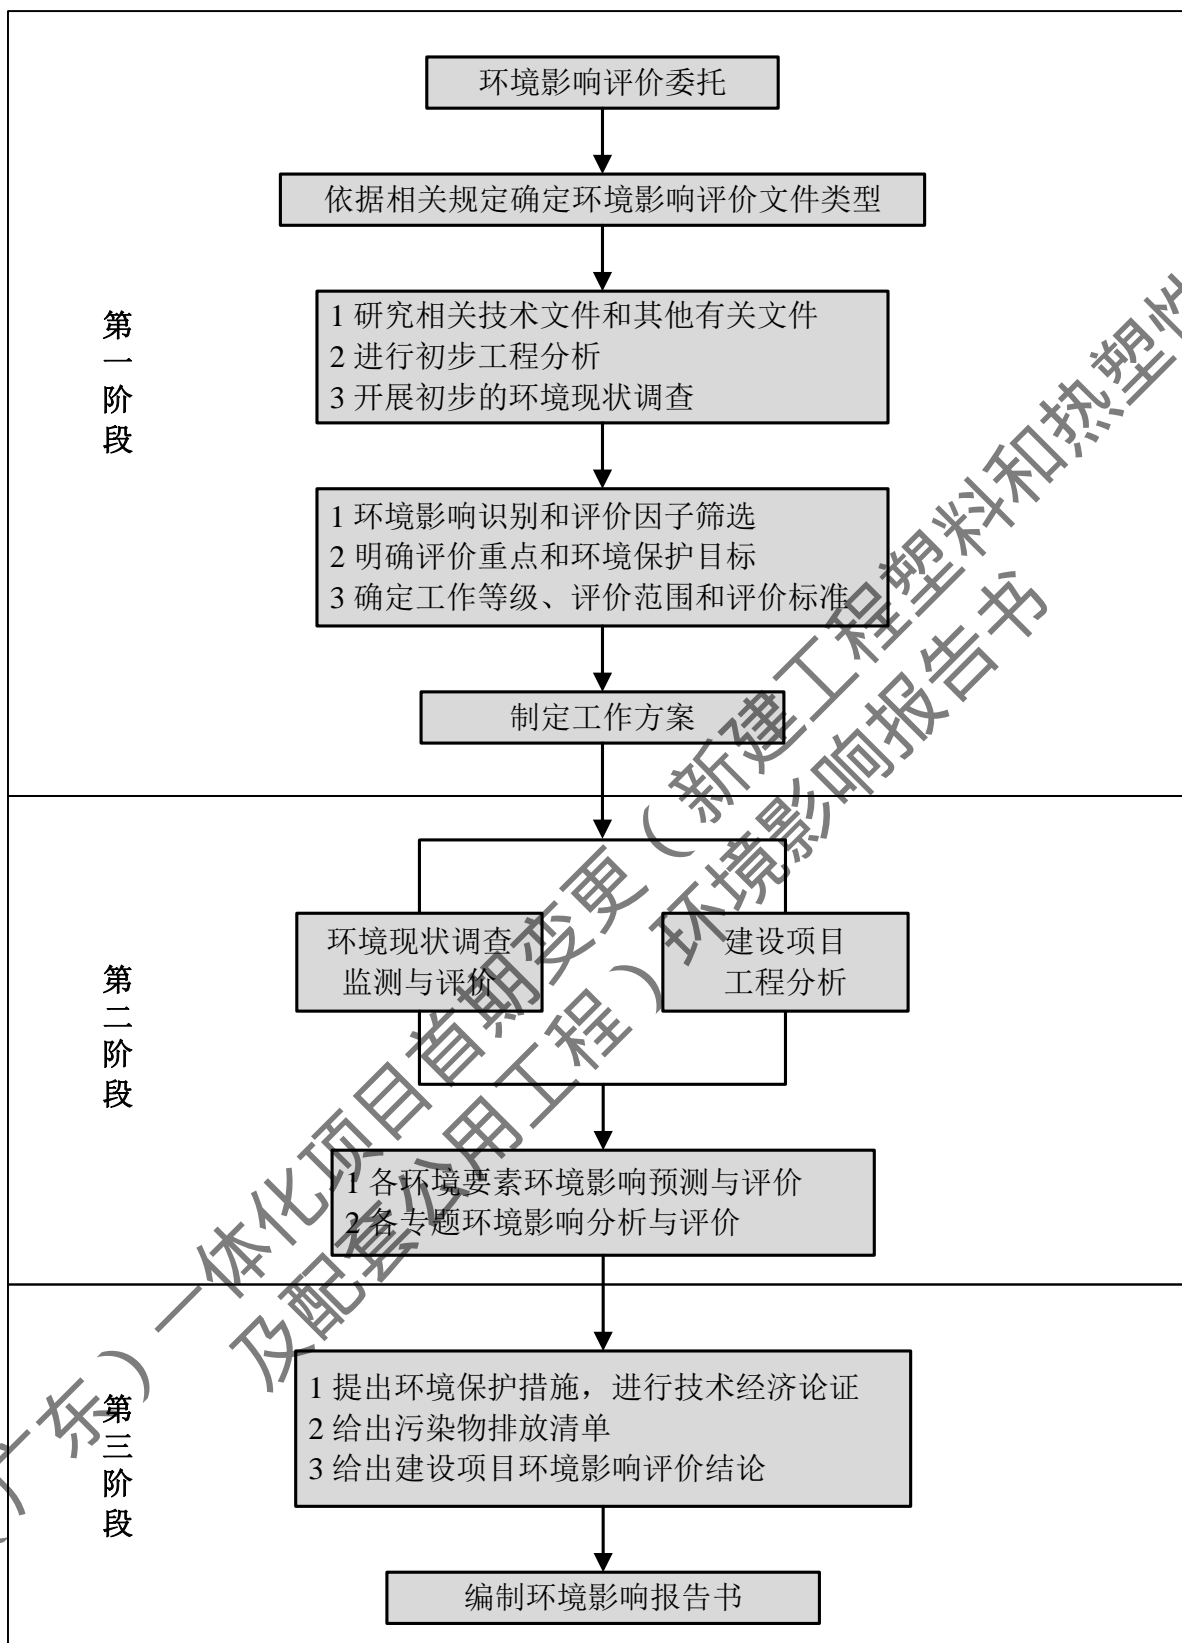 环境影响评价委托
依据相关规定确定环境影响评价文件类型
第一阶段
1 研究相关技术文件和其他有关文件
2 进行初步工程分析
3 开展初步的环境现状调查
1 环境影响识别和评价因子筛选
2 明确评价重点和环境保护目标
3 确定工作等级、评价范围和评价标准
制定工作方案
第二阶段
环境现状调查
监测与评价
建设项目
工程分析
1 各环境要素环境影响预测与评价
2 各专题环境影响分析与评价
第三阶段
1 提出环境保护措施，进行技术经济论证
2 给出污染物排放清单
3 给出建设项目环境影响评价结论
编制环境影响报告书
（广东）一体化项目首期变更（新建工程塑料和热塑性
及配套公用工程）环境影响报告书